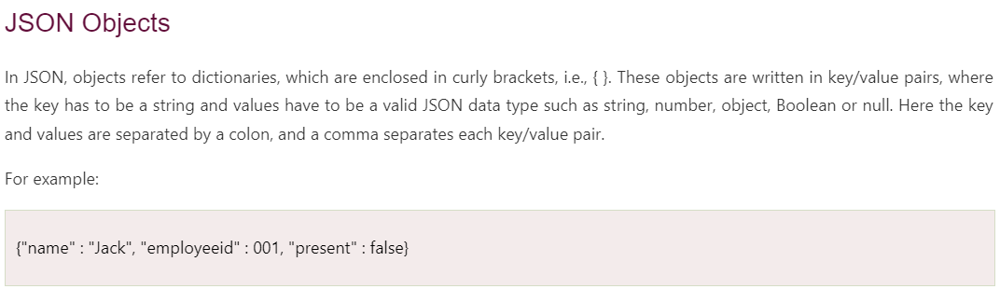 JSON Objects
In JSON, objects refer to dictionaries, which are enclosed in curly brackets, i.e., { }. These objects are written in key/value pairs, where
the key has to be a string and values have to be a valid JSON data type such as string, number, object, Boolean or null. Here the key
and values are separated by a colon, and a comma separates each key/value pair.
For example:
{"name" : "Jack", "employeeid" : 001, "present" : false}